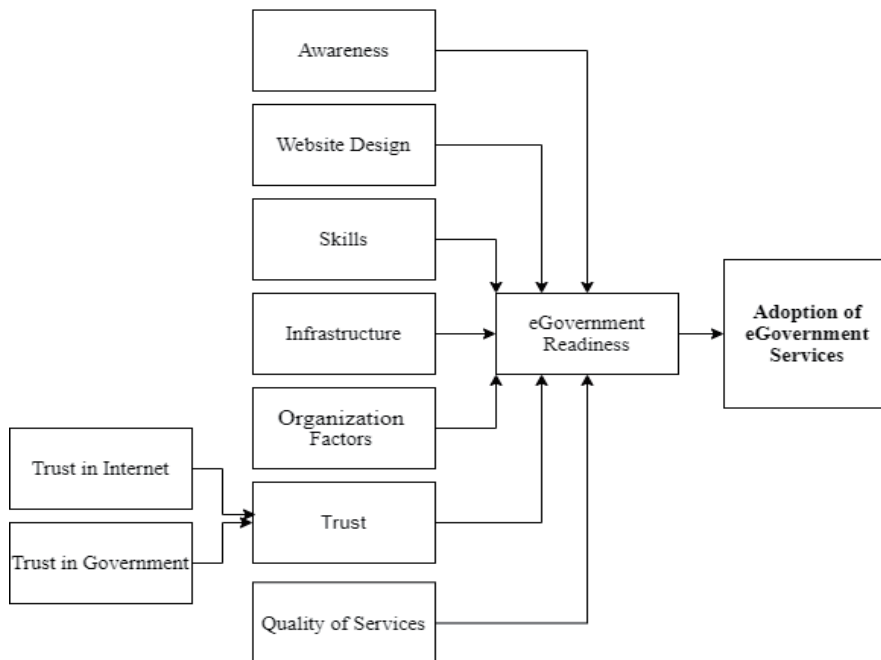 Awareness
Website Design
Skills
Infrastructure
eGovernment
Readiness
Adoption of
eGovernment
Services
Organization
Factors
Trust in Internet
Trust
Trust in Government
Quality of Services